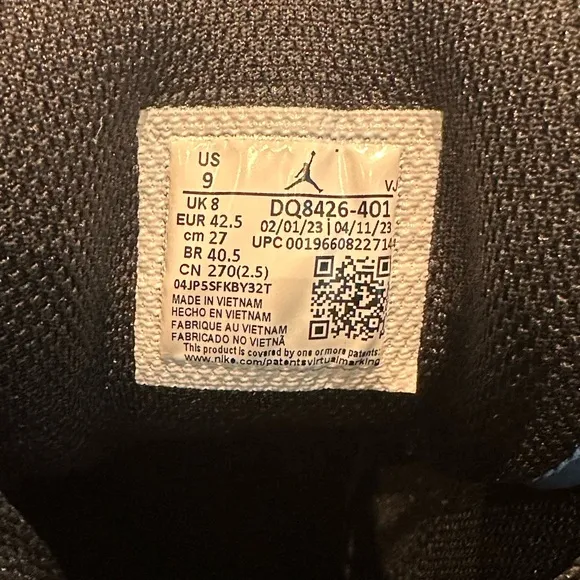 US
9
VJ
UK 8
DQ8426-401
EUR 42.5
02/01/23 | 04/11/23
cm 27
UPC 00196608227144
BR 40.5
CN 270(2.5)
04JP5SFKBY32T
MADE IN VIETNAM
HECHO EN VIETNAM
FABRIQUE AU VIETNAM
FABRICADO NO VIETNÃ
This product is covered by one or more patents:
www.nike.com/patentsvirtualmarking